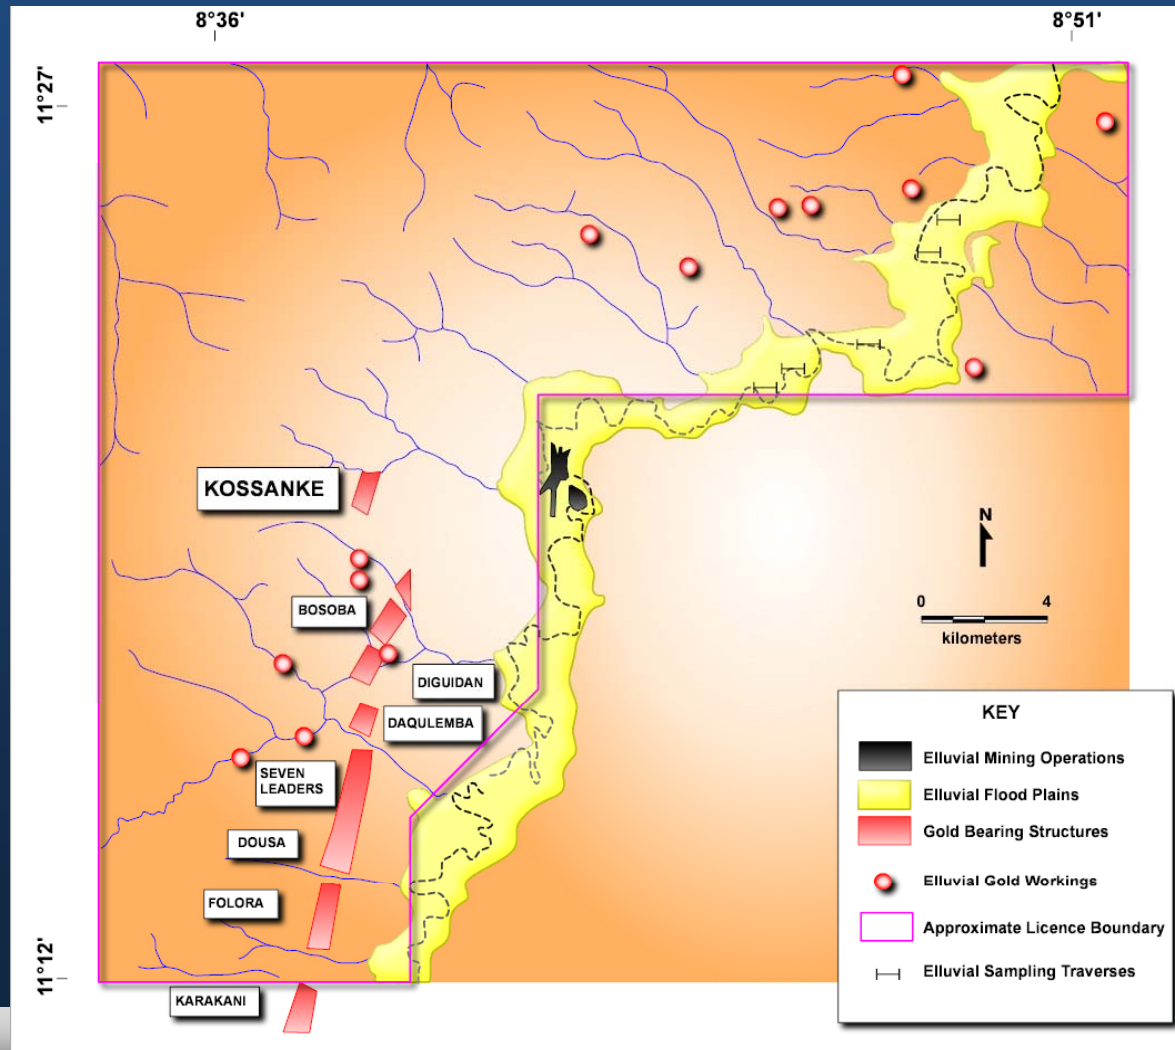 8°36'
8°51'
11°27'
KOSSANKE
N
0 4
kilometers
BOSOBA
DIGUIDAN
DAQULEMBA
SEVEN
LEADERS
DOUSA
FOLORA
11°12'
KARAKANI
KEY
Elluvial Mining Operations
Elluvial Flood Plains
Gold Bearing Structures
Elluvial Gold Workings
Approximate Licence Boundary
Elluvial Sampling Traverses